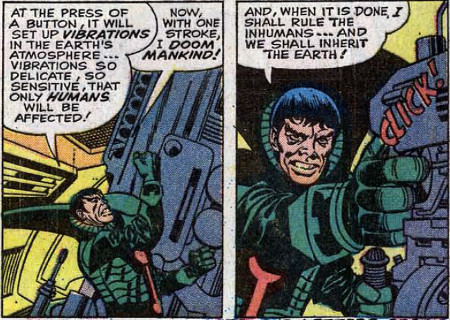 AT THE PRESS OF
A BUTTON, IT WILL
SET UP VIBRATIONS
IN THE EARTH'S
ATMOSPHERE---
VIBRATIONS SO
DELICATE, SO
SENSITIVE, THAT
ONLY HUMANS
WILL BE
AFFECTED!
NOW,
WITH ONE
STROKE,
I DOOM
MANKIND!
AND, WHEN IT IS DONE, I
SHALL RULE THE
INHUMANS --- AND
WE SHALL INHERIT
THE EARTH!
CLICK!